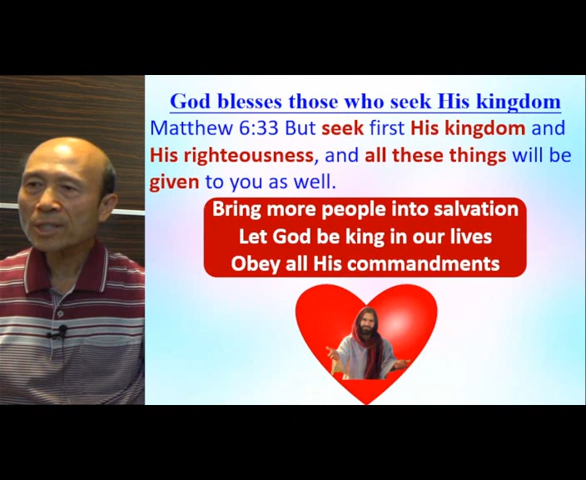 God blesses those who seek His kingdom
Matthew 6:33 But seek first His kingdom and
His righteousness, and all these things will be
given to you as well.
Bring more people into salvation
Let God be king in our lives
Obey all His commandments